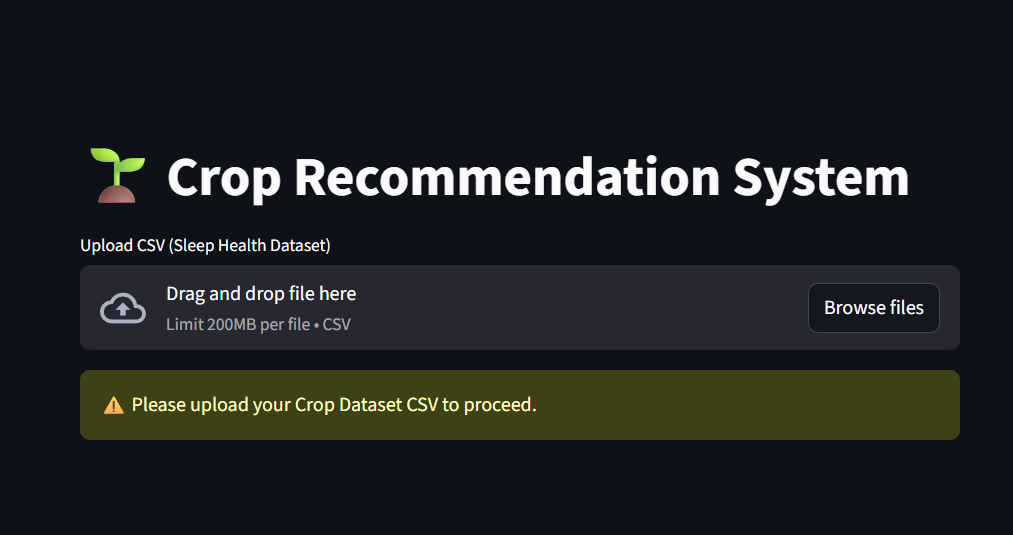 Crop Recommendation System
Upload CSV (Sleep Health Dataset)
Drag and drop file here
Limit 200MB per file • CSV
Browse files
Please upload your Crop Dataset CSV to proceed.